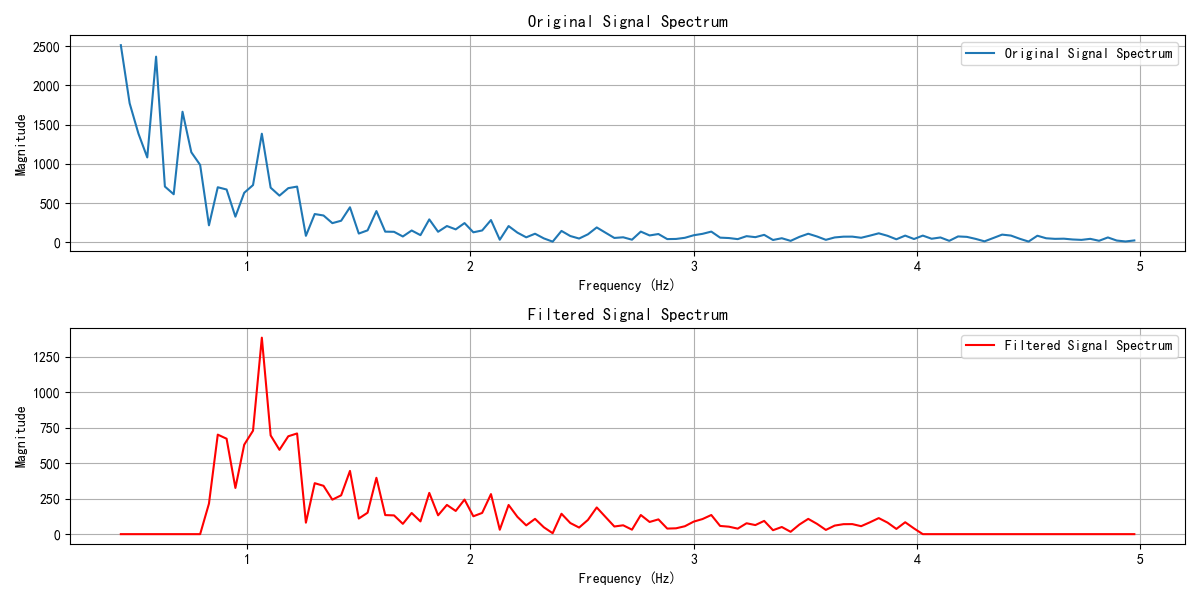 Original Signal Spectrum
2500
2000
1500
1000
500
0
Magnitude
Original Signal Spectrum
1 2 3 4 5
Frequency (Hz)
Filtered Signal Spectrum
1250
1000
750
500
250
0
Magnitude
Filtered Signal Spectrum
1 2 3 4 5
Frequency (Hz)